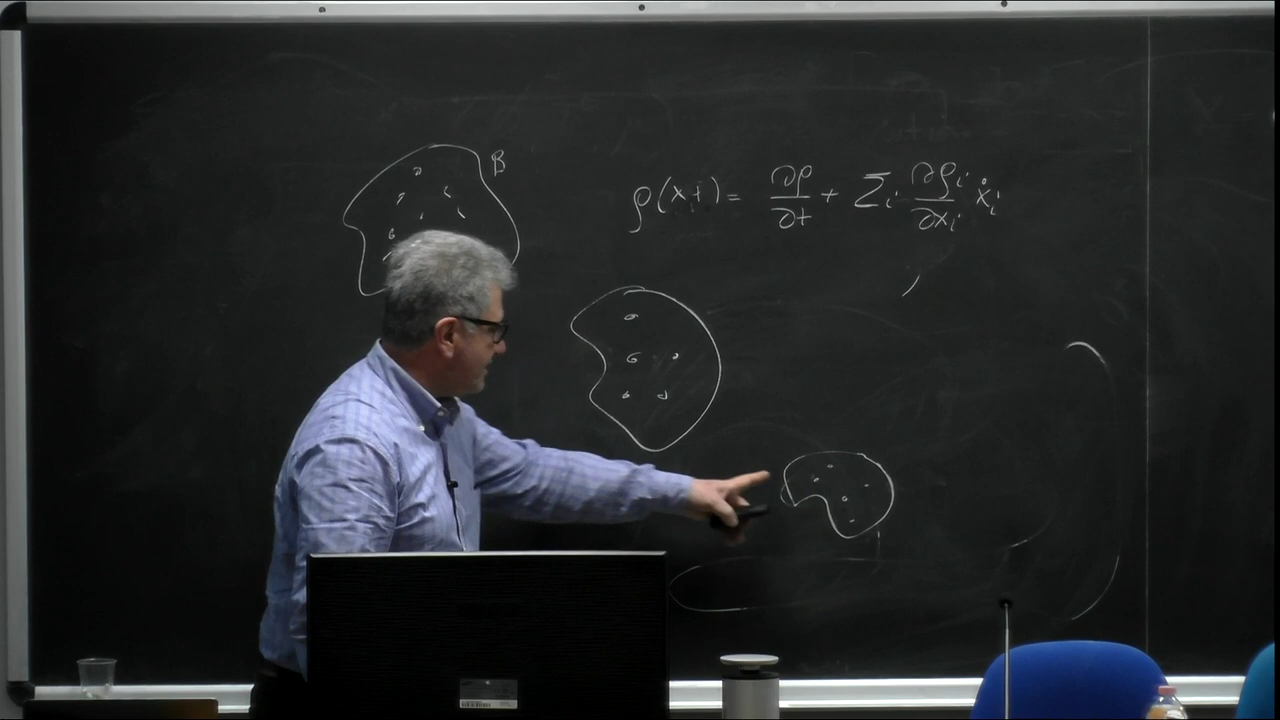 B
ρ(x,t) = ∂ρ/∂t + Σᵢ ∂ρᵢ/∂xᵢ ẋᵢ